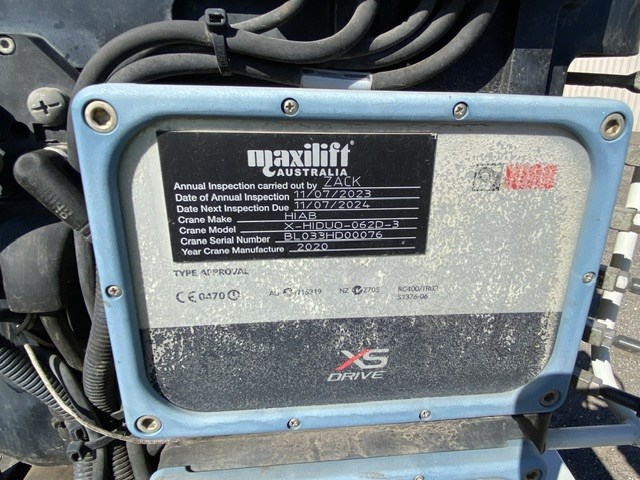 maxilift
AUSTRALIA
Annual Inspection carried out by ZACK
Date of Annual Inspection 11/07/2023
Date Next Inspection Due 11/07/2024
Crane Make HIAB
Crane Model X-HIDUO-062D-3
Crane Serial Number BL033HD00076
Year Crane Manufacture 2020
TYPE APPROVAL
CE 0470
NZ
XS
DRIVE